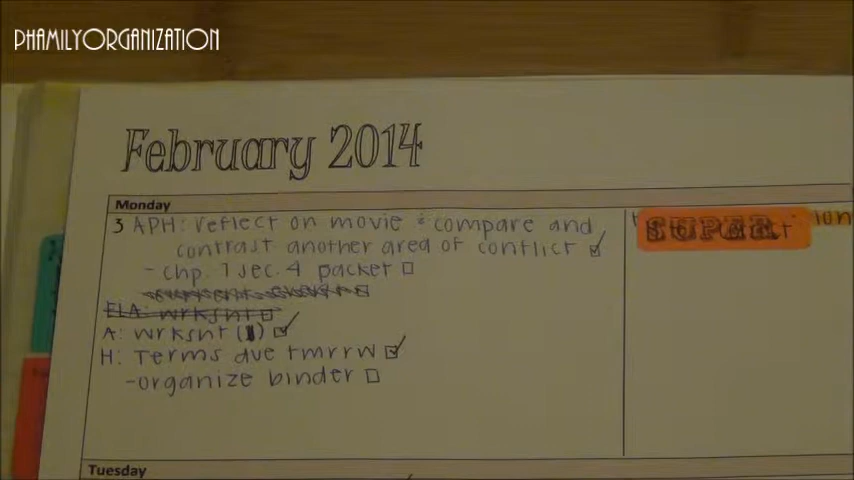 PHAMILYORGANIZATION
February 2014
Monday
3 APH: reflect on movie & compare and
contrast another area of conflict
SUPER
- chp. 7 sec. 4 packet
ELA: wrksht
A: wrksht (1)
H: Terms due tmrrw
-organize binder
Tuesday